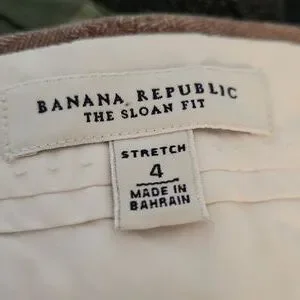 BANANA REPUBLIC
THE SLOAN FIT
STRETCH
4
MADE IN
BAHRAIN